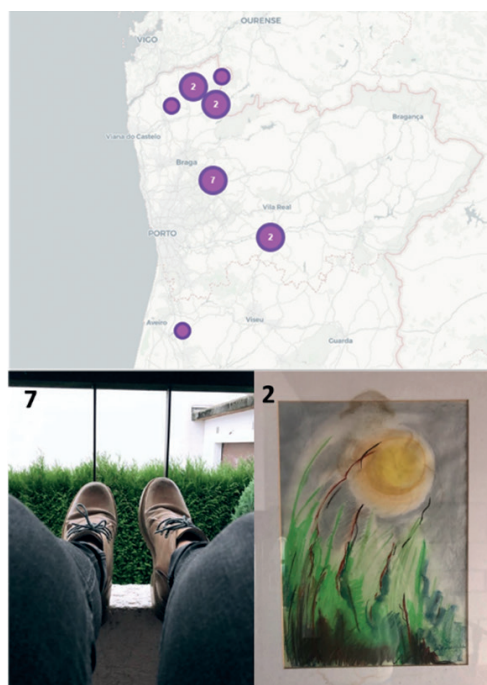 OURENSE
VIGO
2
2
Viana do Castelo
Bragança
Braga
7
Vila Real
PORTO
2
Aveiro
Viseu
Guarda
7
2